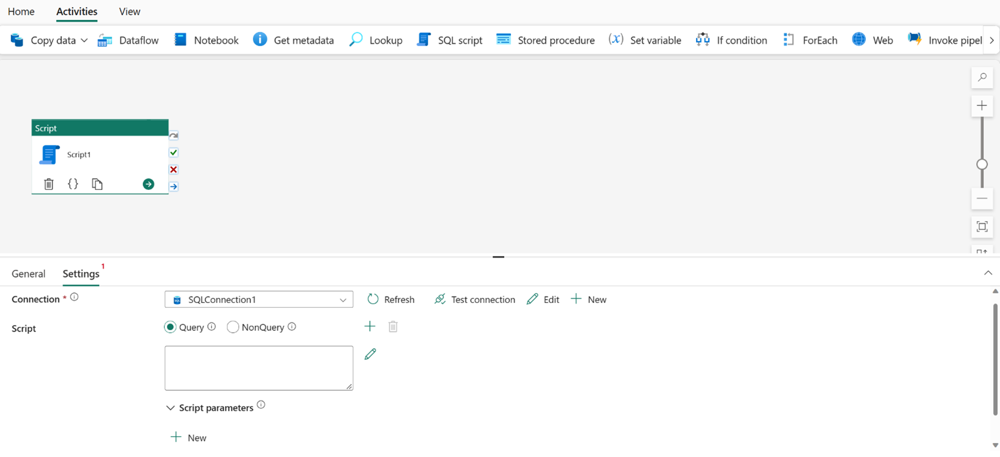 Home Activities View
Copy data Dataflow Notebook Get metadata Lookup SQL script Stored procedure (x) Set variable If condition ForEach Web Invoke pipel
Script
Script1
{}
General Settings 1
Connection * SQLConnection1 Refresh Test connection Edit New
Script Query NonQuery
Script parameters
New